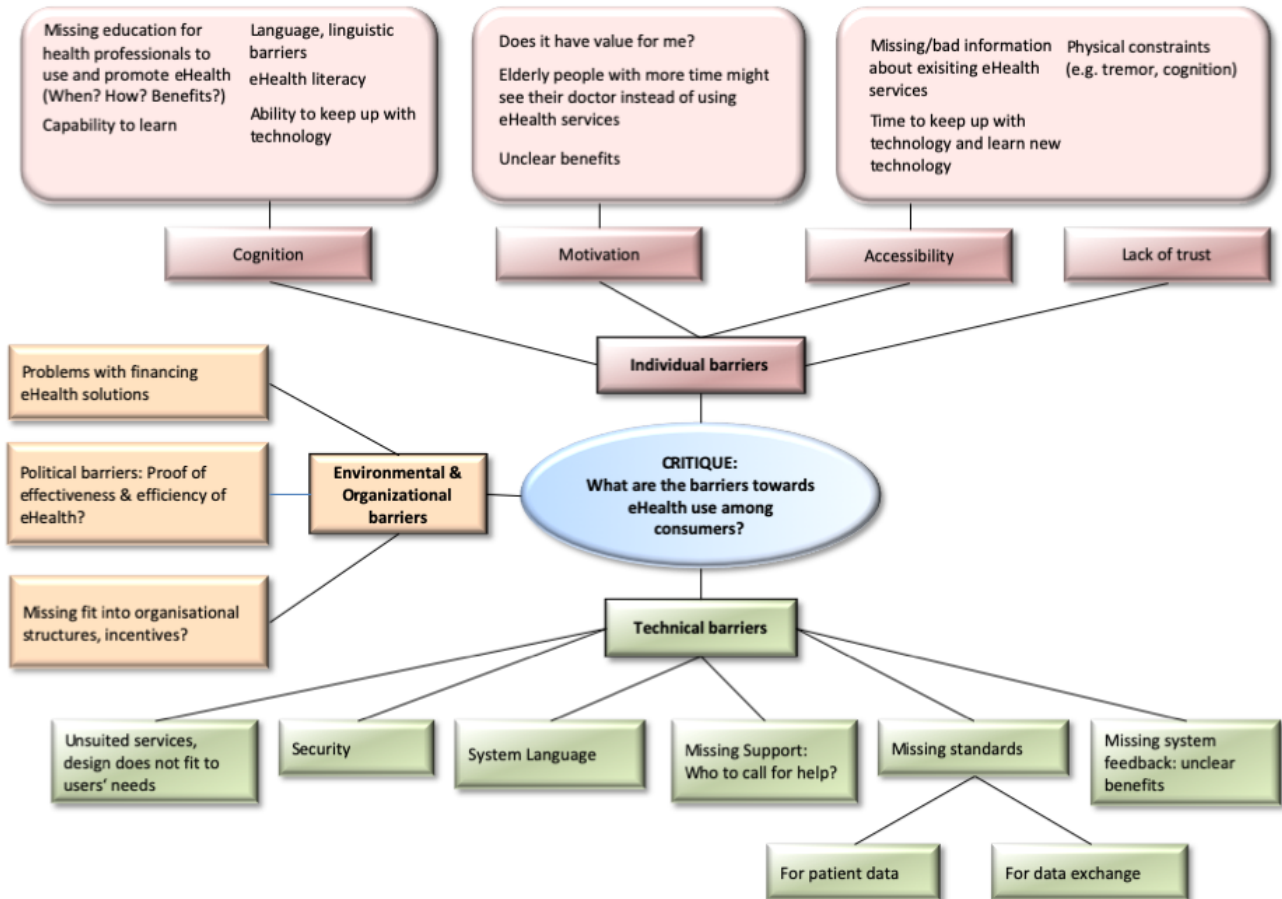 Missing education for
health professionals to
use and promote eHealth
(When? How? Benefits?)
Capability to learn
Language, linguistic
barriers
eHealth literacy
Ability to keep up with
technology
Does it have value for me?
Elderly people with more time might
see their doctor instead of using
eHealth services
Unclear benefits
Missing/bad information
about exisiting eHealth
services
Time to keep up with
technology and learn new
technology
Physical constraints
(e.g. tremor, cognition)
Cognition
Motivation
Accessibility
Lack of trust
Individual barriers
Problems with financing
eHealth solutions
Political barriers: Proof of
effectiveness & efficiency of
eHealth?
Missing fit into organisational
structures, incentives?
Environmental &
Organizational
barriers
CRITIQUE:
What are the barriers towards
eHealth use among
consumers?
Technical barriers
Unsuited services,
design does not fit to
users‘ needs
Security
System Language
Missing Support:
Who to call for help?
Missing standards
Missing system
feedback: unclear
benefits
For patient data
For data exchange